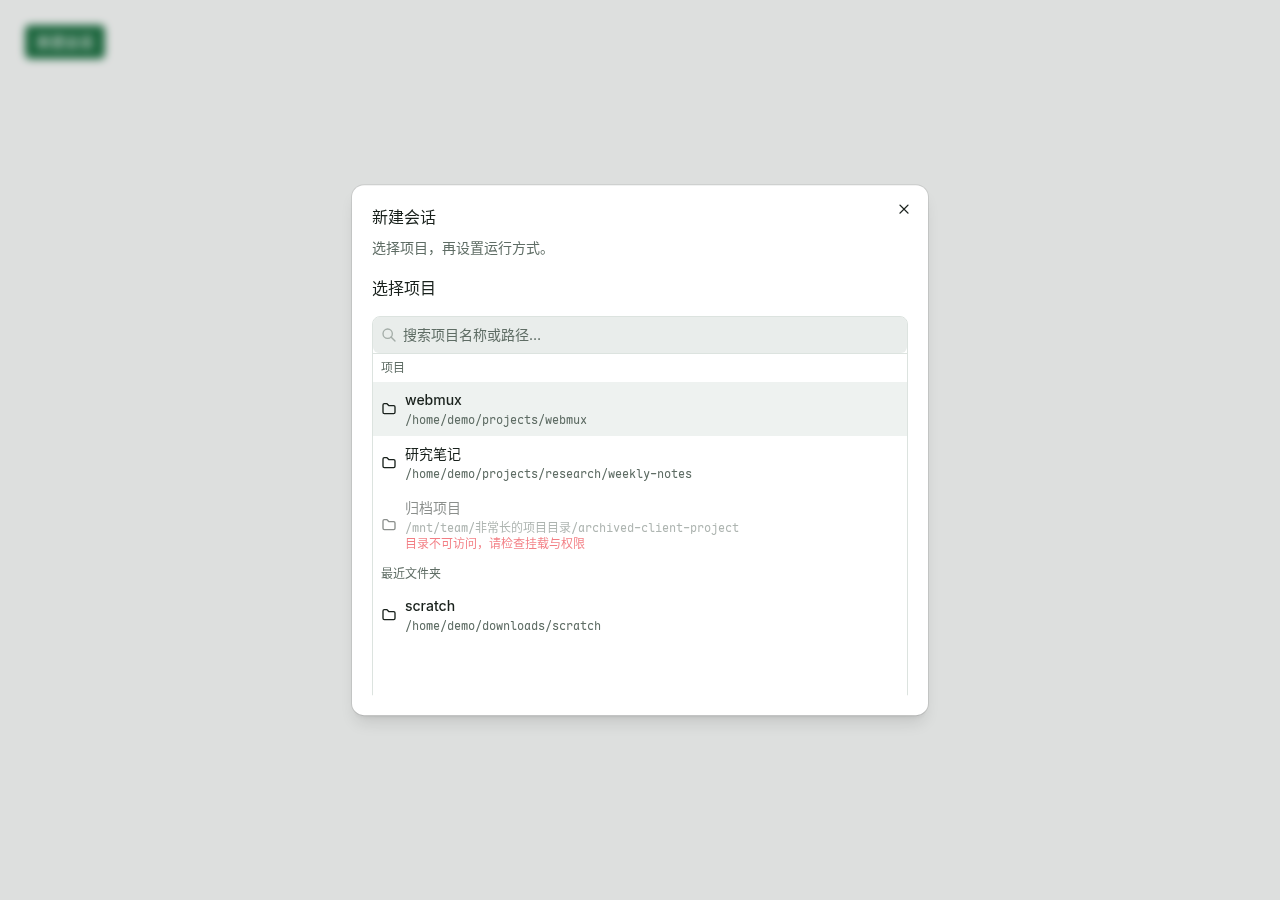 新建会话
选择项目，再设置运行方式。
选择项目
搜索项目名称或路径...
项目
webmux
/home/demo/projects/webmux
研究笔记
/home/demo/projects/research/weekly-notes
归档项目
/mnt/team/非常长的项目目录/archived-client-project
目录不可访问，请检查挂载与权限
最近文件夹
scratch
/home/demo/downloads/scratch